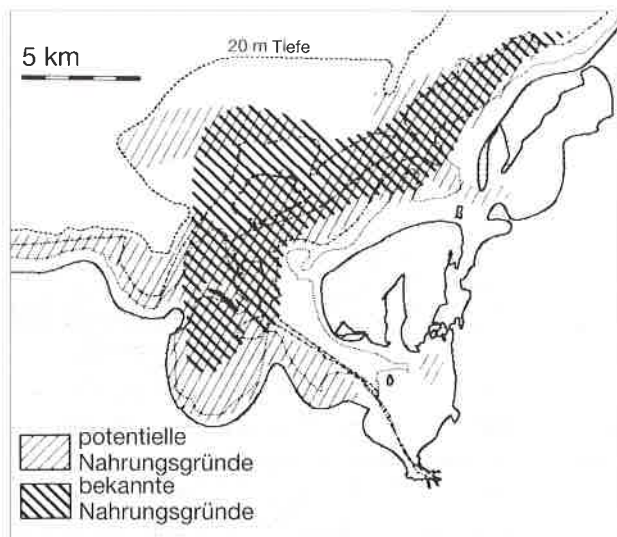 20 m Tiefe
5 km
potentielle
Nahrungsgründe
bekannte
Nahrungsgründe